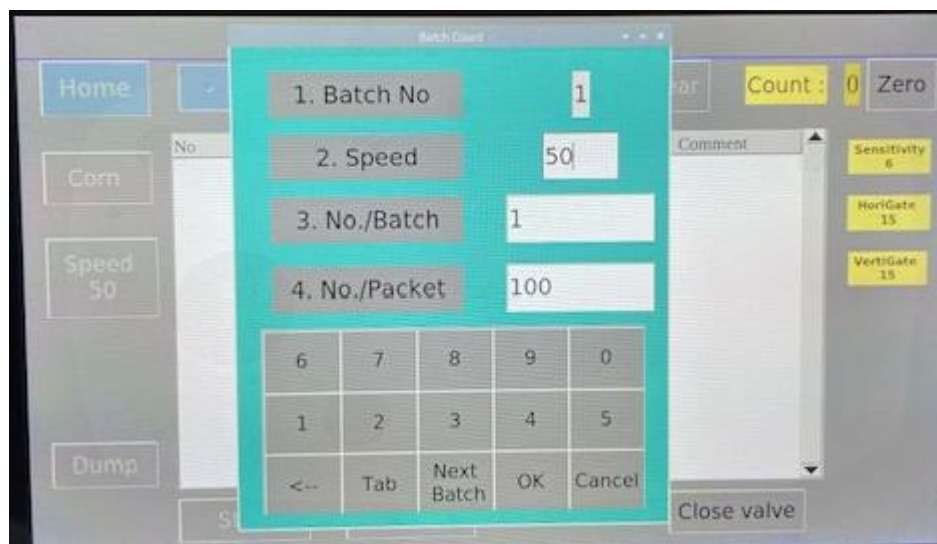 Batch Count
Home
Count :
0
Zero
1. Batch No
1
No
Comment
2. Speed
50
Sensitivity
6
Corn
3. No./Batch
1
HoriGate
15
Speed
50
4. No./Packet
100
VertiGate
15
6 7 8 9 0
1 2 3 4 5
<-- Tab Next Batch OK Cancel
Dump
Close valve